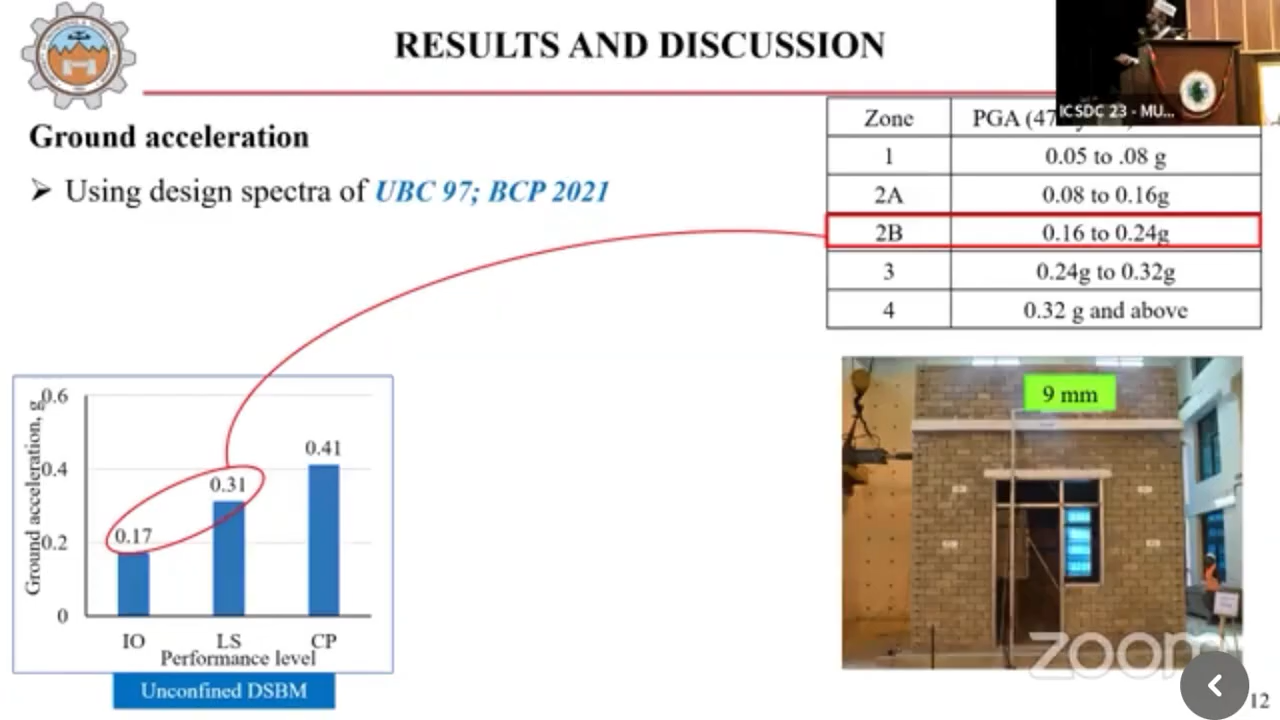 RESULTS AND DISCUSSION
ICSDC 23 - MU...
Ground acceleration
➤ Using design spectra of UBC 97; BCP 2021
Zone PGA (47
1 0.05 to .08 g
2A 0.08 to 0.16g
2B 0.16 to 0.24g
3 0.24g to 0.32g
4 0.32 g and above
Ground acceleration, g
0.6
0.4
0.2
0
0.17
0.31
0.41
IO LS CP
Performance level
Unconfined DSBM
9 mm
zoom
12